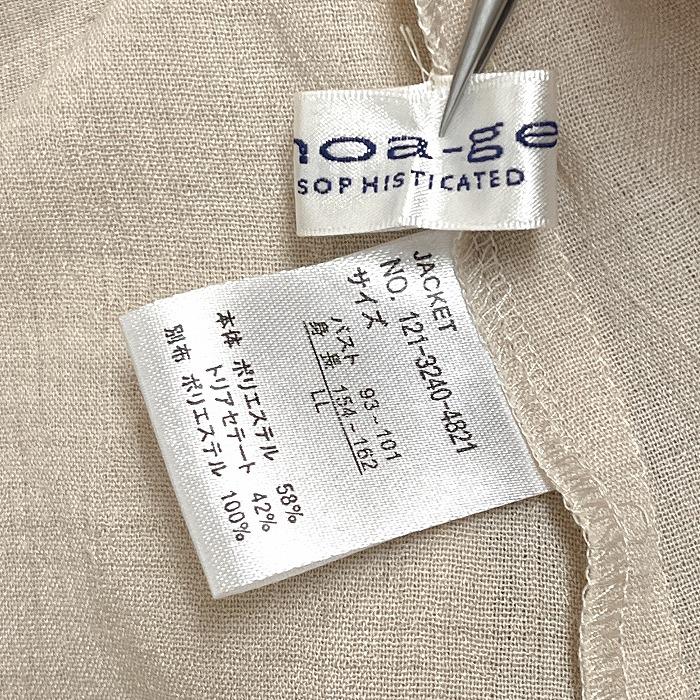 noa-ge
SOPHISTICATED
JACKET
NO. 121-3240-4821
サイズ
バスト 93-101
身長 154-162
LL
本体 ポリエステル 58%
トリアセテート 42%
別布 ポリエステル 100%